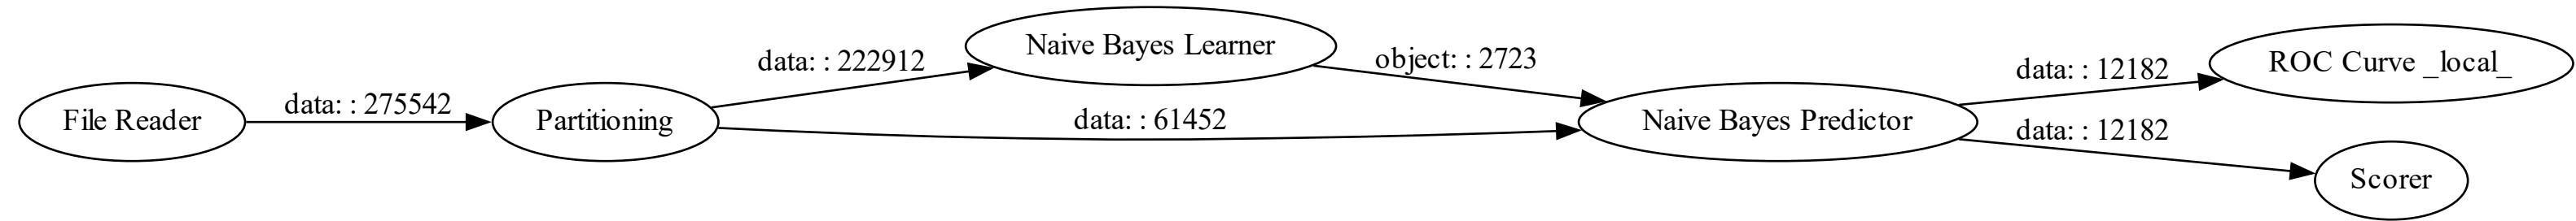 File Reader
data: : 275542
Partitioning
data: : 222912
Naive Bayes Learner
object: : 2723
data: : 61452
Naive Bayes Predictor
data: : 12182
ROC Curve _local_
data: : 12182
Scorer